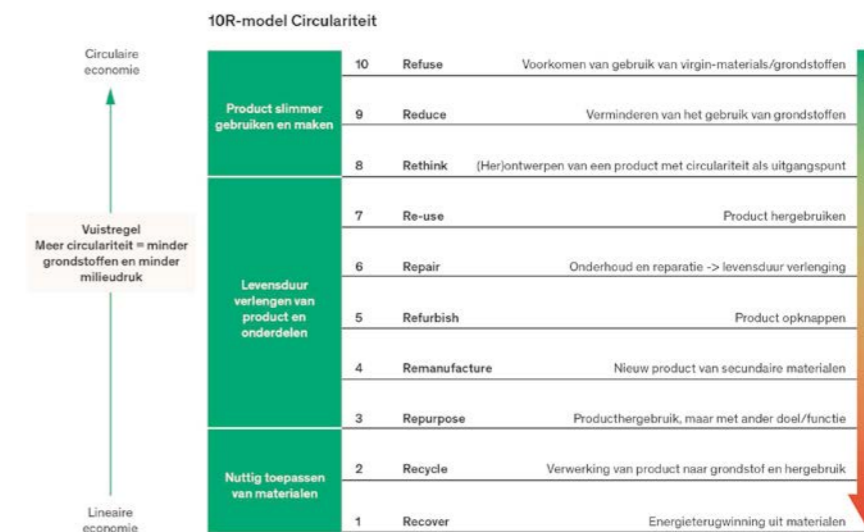 10R-model Circulariteit
Circulaire
economie
Vuistregel
Meer circulariteit = minder
grondstoffen en minder
milieudruk
Lineaire
economie
Product slimmer
gebruiken en maken
10 Refuse Voorkomen van gebruik van virgin-materials/grondstoffen
9 Reduce Verminderen van het gebruik van grondstoffen
8 Rethink (Her)ontwerpen van een product met circulariteit als uitgangspunt
Levensduur
verlengen van
product en
onderdelen
7 Re-use Product hergebruiken
6 Repair Onderhoud en reparatie -> levensduur verlenging
5 Refurbish Product opknappen
4 Remanufacture Nieuw product van secundaire materialen
3 Repurpose Producthergebruik, maar met ander doel/functie
Nuttig toepassen
van materialen
2 Recycle Verwerking van product naar grondstof en hergebruik
1 Recover Energieterugwinning uit materialen